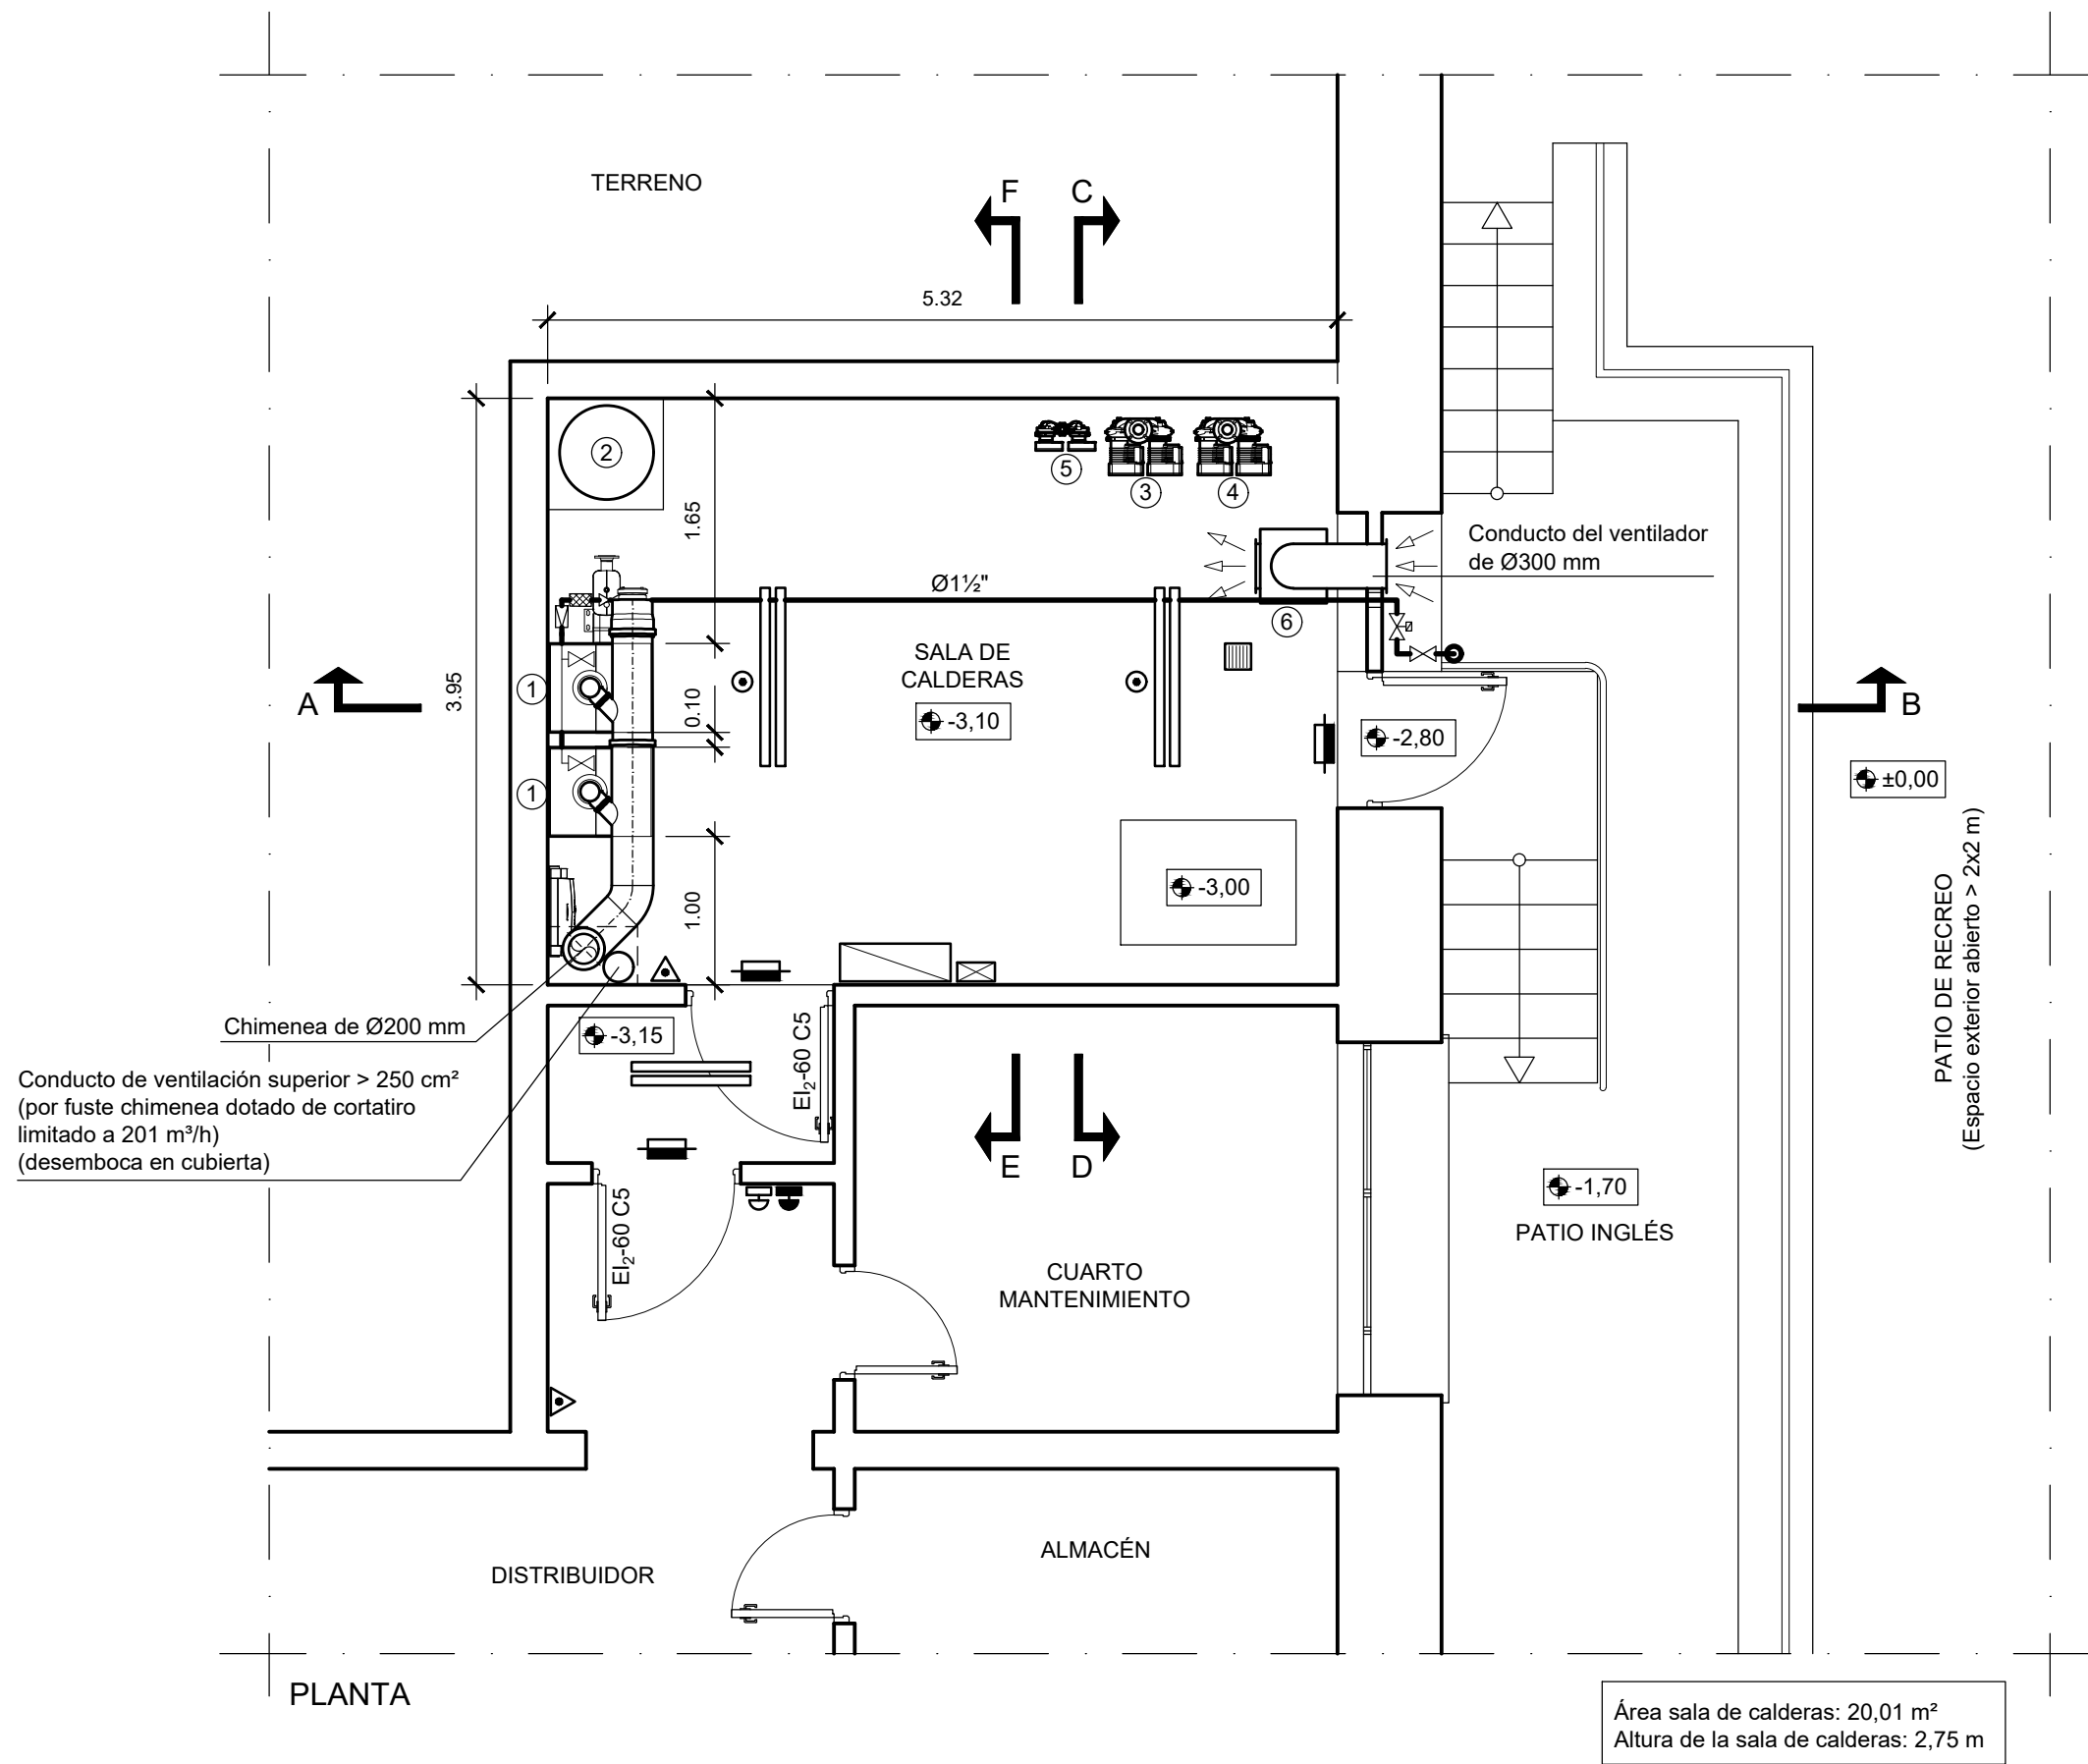 TERRENO
F
C
5.32
2
5
3
4
1.65
Conducto del ventilador
de Ø300 mm
Ø1½"
6
SALA DE
CALDERAS
-3,10
3.95
A
1
0.10
-2,80
B
±0,00
1
-3,00
1.00
PATIO DE RECREO
(Espacio exterior abierto > 2x2 m)
Chimenea de Ø200 mm
-3,15
EI₂-60 C5
Conducto de ventilación superior > 250 cm²
(por fuste chimenea dotado de cortatiro
limitado a 201 m³/h)
(desemboca en cubierta)
E
D
EI₂-60 C5
-1,70
PATIO INGLÉS
CUARTO
MANTENIMIENTO
ALMACÉN
DISTRIBUIDOR
PLANTA
Área sala de calderas: 20,01 m²
Altura de la sala de calderas: 2,75 m